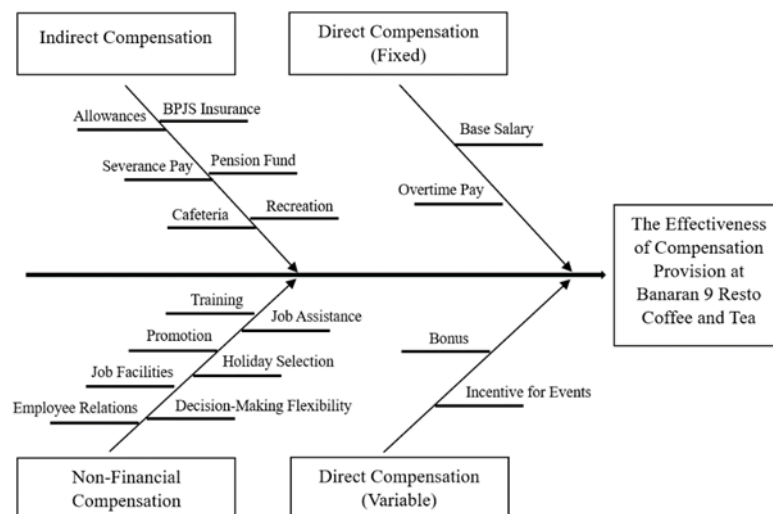 Indirect Compensation
Direct Compensation
(Fixed)
BPJS Insurance
Allowances
Base Salary
Pension Fund
Severance Pay
Overtime Pay
Recreation
Cafeteria
The Effectiveness
of Compensation
Provision at
Banaran 9 Resto
Coffee and Tea
Training
Job Assistance
Promotion
Bonus
Holiday Selection
Job Facilities
Incentive for Events
Employee Relations
Decision-Making Flexibility
Non-Financial
Compensation
Direct Compensation
(Variable)